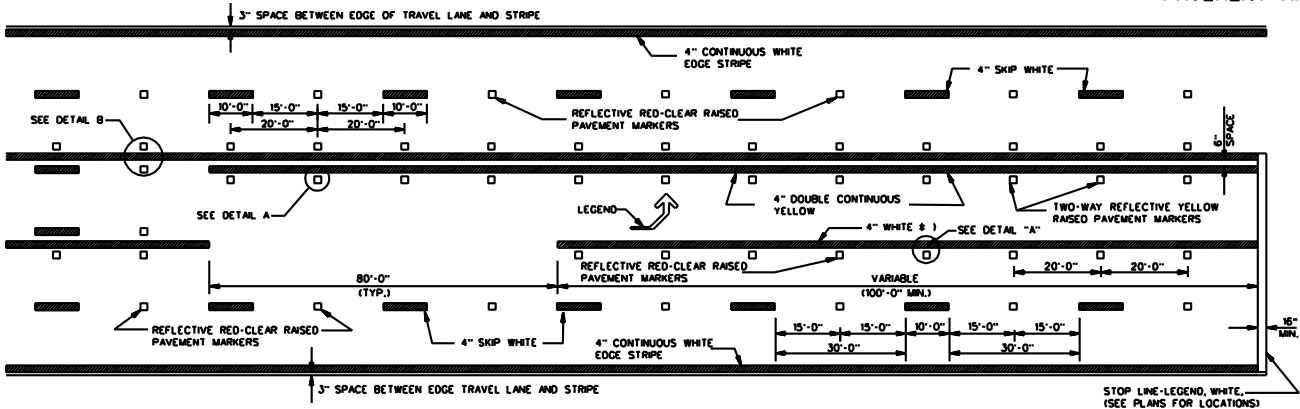 3" SPACE BETWEEN EDGE OF TRAVEL LANE AND STRIPE
4" CONTINUOUS WHITE
EDGE STRIPE
4" SKIP WHITE
10'-0"
15'-0"
15'-0"
10'-0"
SEE DETAIL B
20'-0"
20'-0"
REFLECTIVE RED-CLEAR RAISED
PAVEMENT MARKERS
6"
SPACE
SEE DETAIL A
LEGEND
4" DOUBLE CONTINUOUS
YELLOW
TWO-WAY REFLECTIVE YELLOW
RAISED PAVEMENT MARKERS
4" WHITE * )
SEE DETAIL "A"
REFLECTIVE RED-CLEAR RAISED
PAVEMENT MARKERS
20'-0"
20'-0"
80'-0"
(TYP.)
VARIABLE
(100'-0" MIN.)
REFLECTIVE RED-CLEAR RAISED
PAVEMENT MARKERS
4" SKIP WHITE
4" CONTINUOUS WHITE
EDGE STRIPE
15'-0"
15'-0"
10'-0"
15'-0"
15'-0"
30'-0"
30'-0"
16"
MIN.
3" SPACE BETWEEN EDGE TRAVEL LANE AND STRIPE
STOP LINE-LEGEND, WHITE,
(SEE PLANS FOR LOCATIONS)